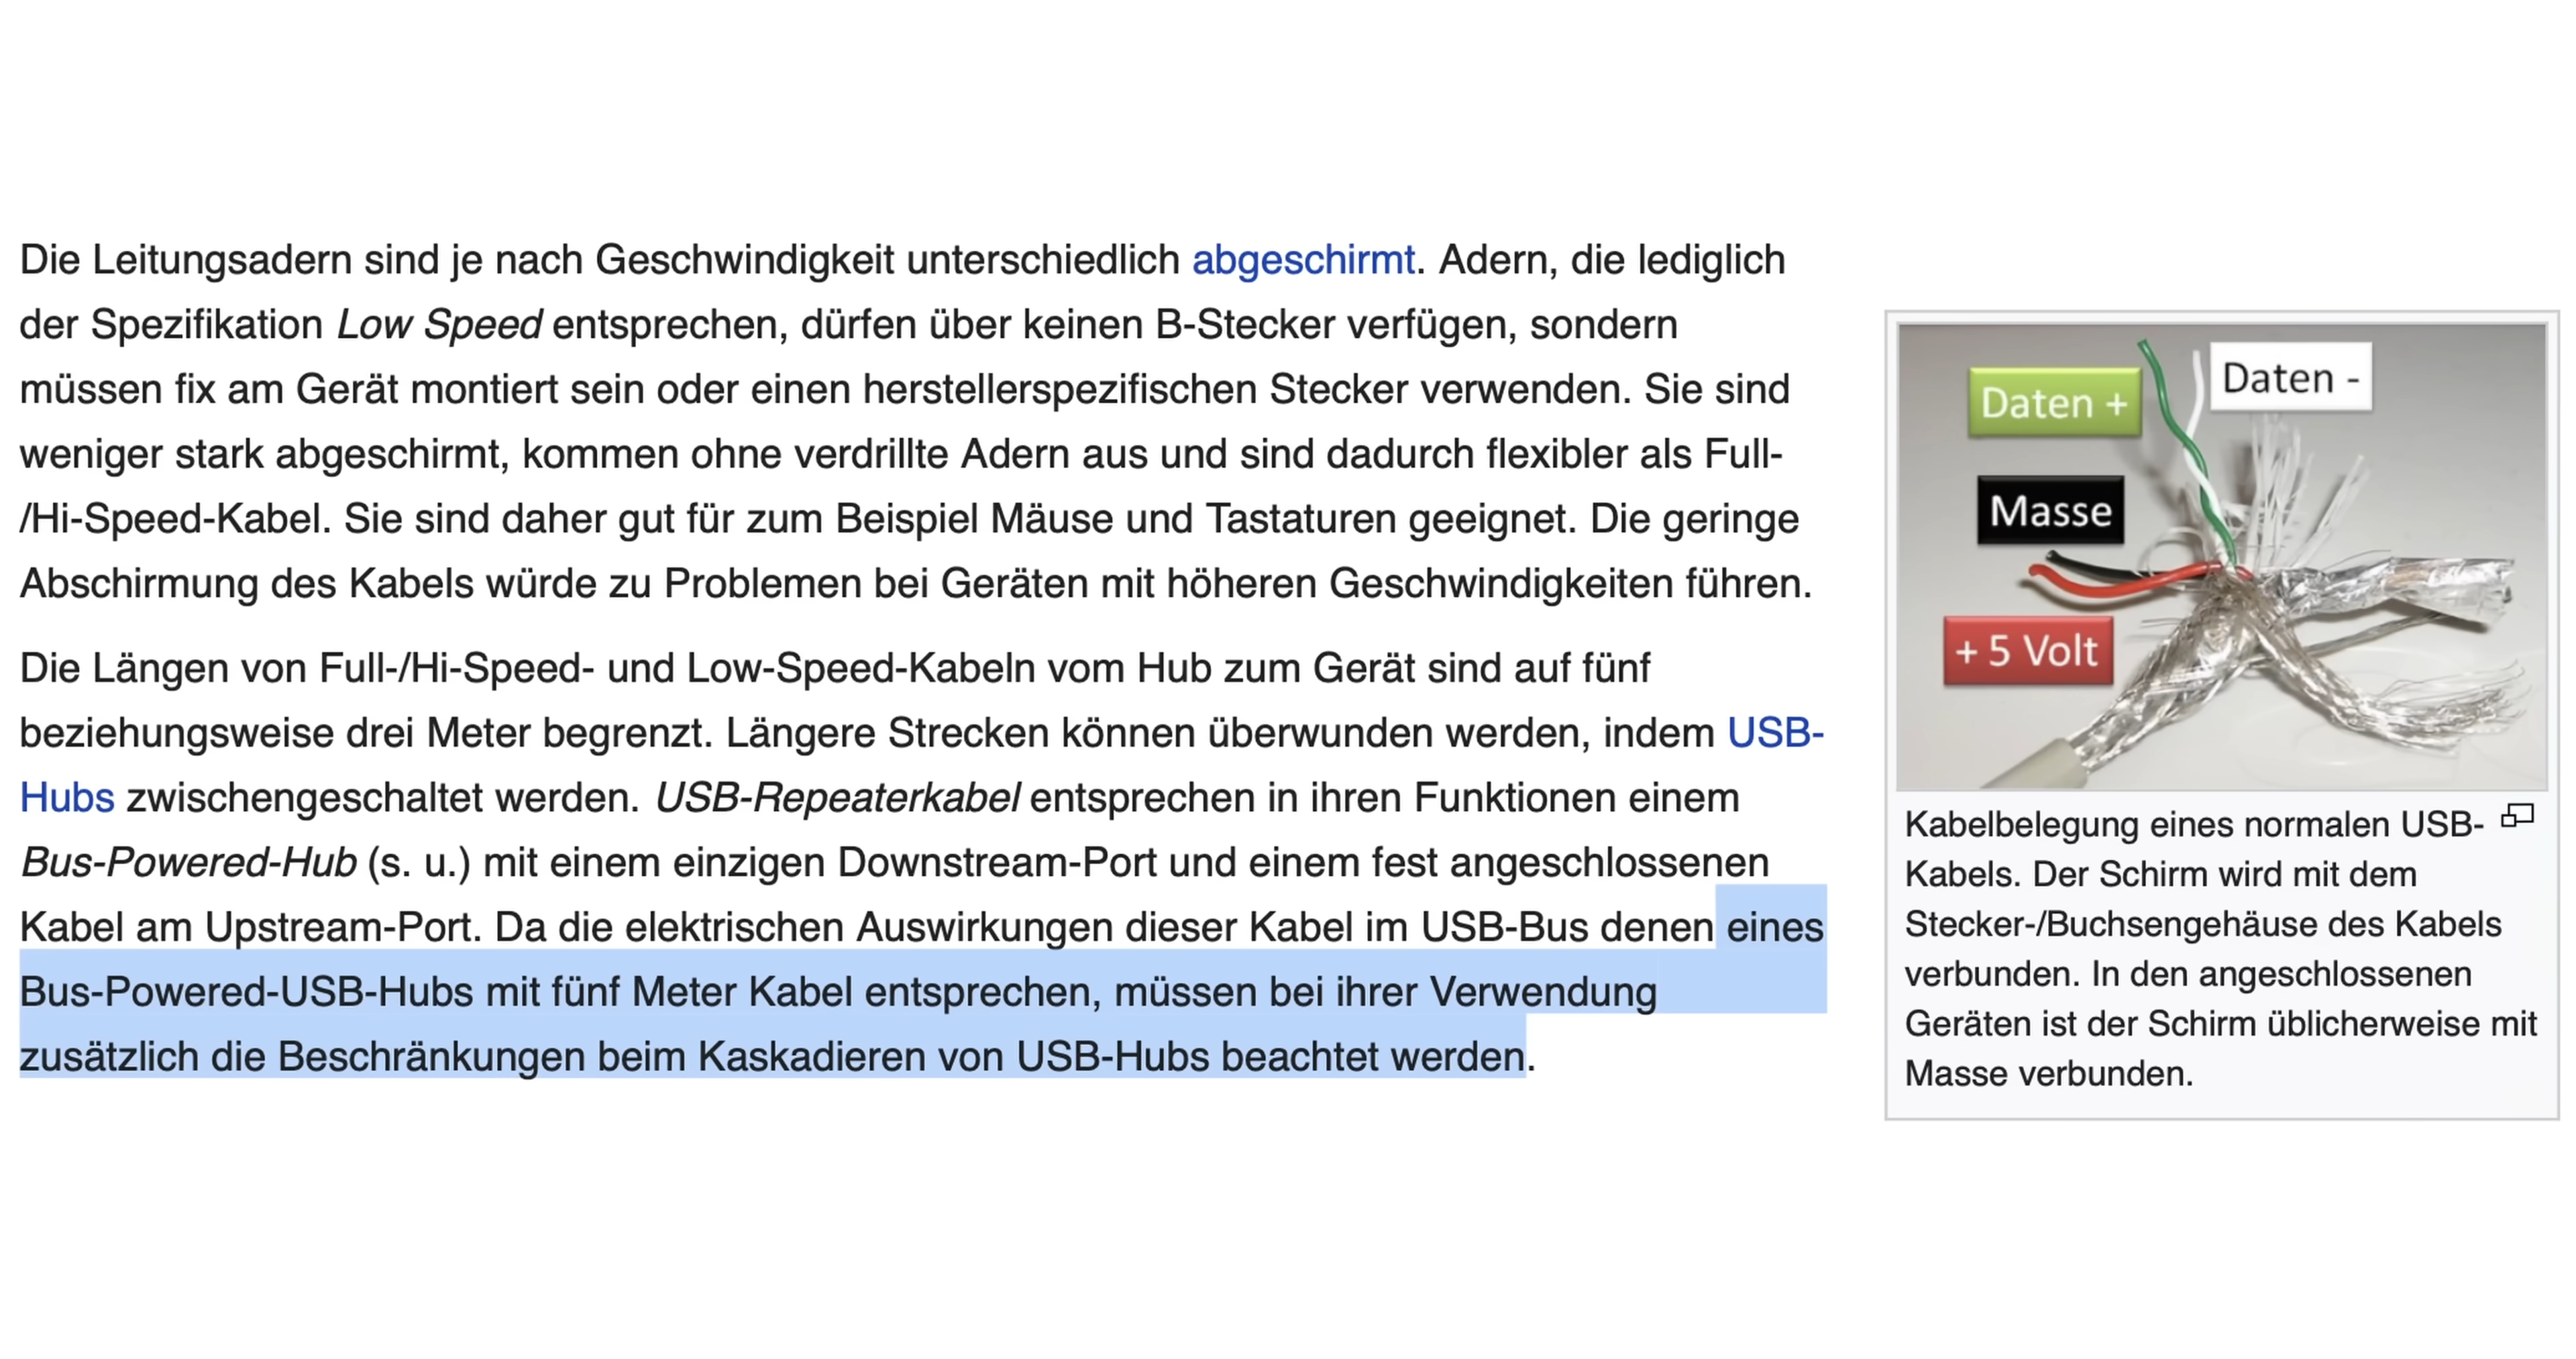 Die Leitungsadern sind je nach Geschwindigkeit unterschiedlich abgeschirmt. Adern, die lediglich
der Spezifikation Low Speed entsprechen, dürfen über keinen B-Stecker verfügen, sondern
müssen fix am Gerät montiert sein oder einen herstellerspezifischen Stecker verwenden. Sie sind
weniger stark abgeschirmt, kommen ohne verdrillte Adern aus und sind dadurch flexibler als Full-
/Hi-Speed-Kabel. Sie sind daher gut für zum Beispiel Mäuse und Tastaturen geeignet. Die geringe
Abschirmung des Kabels würde zu Problemen bei Geräten mit höheren Geschwindigkeiten führen.
Die Längen von Full-/Hi-Speed- und Low-Speed-Kabeln vom Hub zum Gerät sind auf fünf
beziehungsweise drei Meter begrenzt. Längere Strecken können überwunden werden, indem USB-
Hubs zwischengeschaltet werden. USB-Repeaterkabel entsprechen in ihren Funktionen einem
Bus-Powered-Hub (s. u.) mit einem einzigen Downstream-Port und einem fest angeschlossenen
Kabel am Upstream-Port. Da die elektrischen Auswirkungen dieser Kabel im USB-Bus denen eines
Bus-Powered-USB-Hubs mit fünf Meter Kabel entsprechen, müssen bei ihrer Verwendung
zusätzlich die Beschränkungen beim Kaskadieren von USB-Hubs beachtet werden.
Daten +
Daten -
Masse
+ 5 Volt
Kabelbelegung eines normalen USB-
Kabels. Der Schirm wird mit dem
Stecker-/Buchsengehäuse des Kabels
verbunden. In den angeschlossenen
Geräten ist der Schirm üblicherweise mit
Masse verbunden.